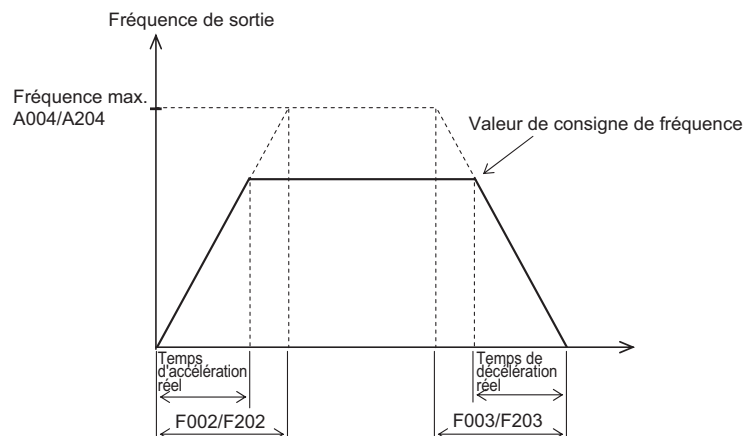 Fréquence de sortie
Fréquence max.
A004/A204
Valeur de consigne de fréquence
Temps
d'accélération
réel
Temps de
décélération
réel
F002/F202
F003/F203